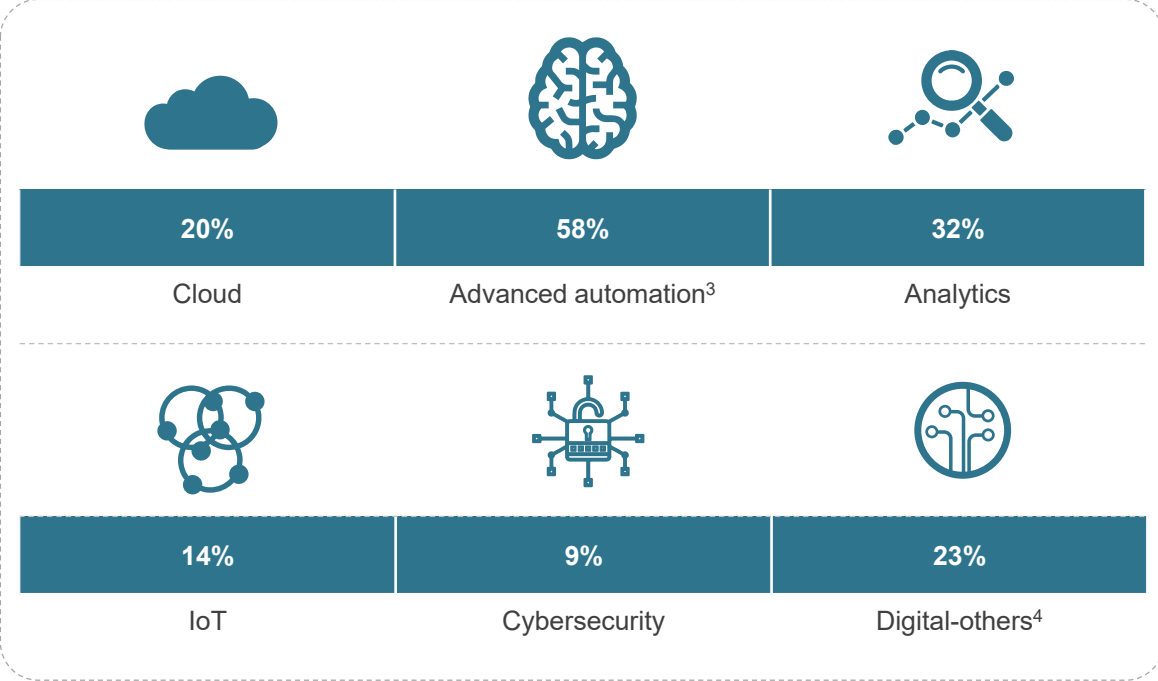 20%
58%
32%
Cloud
Advanced automation³
Analytics
14%
9%
23%
IoT
Cybersecurity
Digital-others⁴